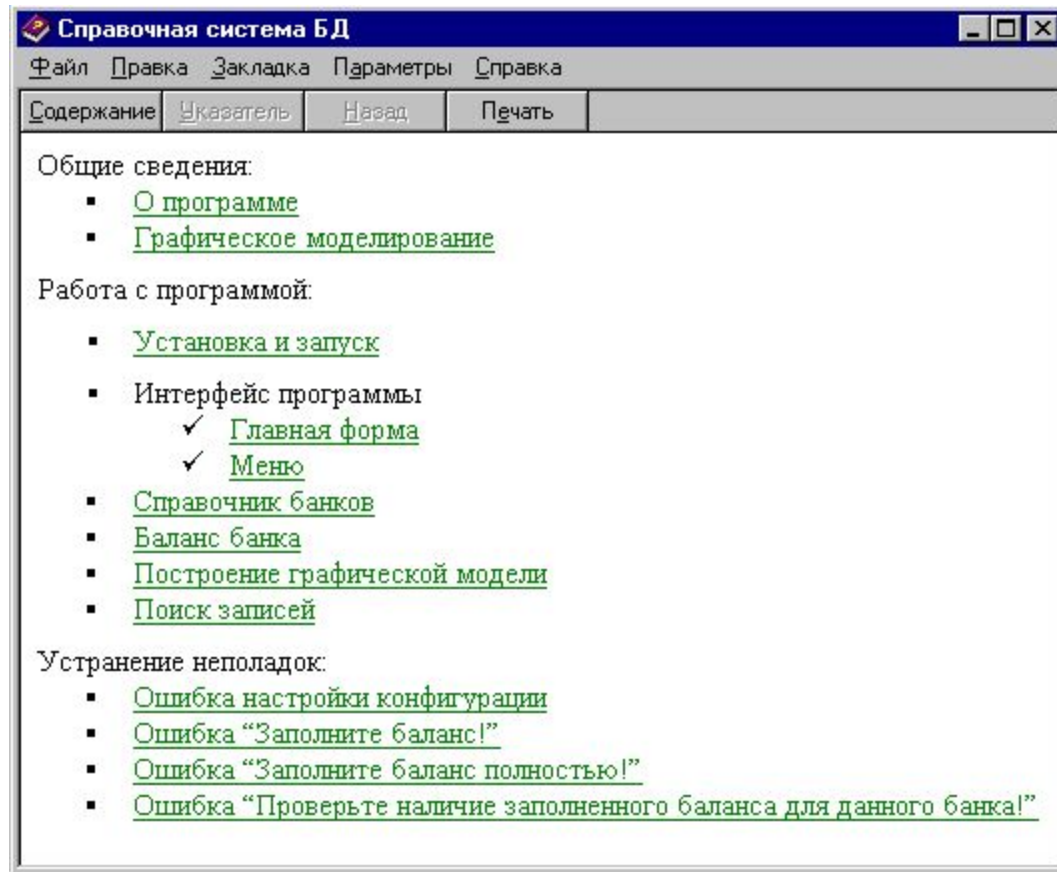 Справочная система БД
Файл Правка Закладка Параметры Справка
Содержание Указатель Назад Печать
Общие сведения:
О программе
Графическое моделирование
Работа с программой:
Установка и запуск
Интерфейс программы
Главная форма
Меню
Справочник банков
Баланс банка
Построение графической модели
Поиск записей
Устранение неполадок:
Ошибка настройки конфигурации
Ошибка “Заполните баланс!”
Ошибка “Заполните баланс полностью!”
Ошибка “Проверьте наличие заполненного баланса для данного банка!”